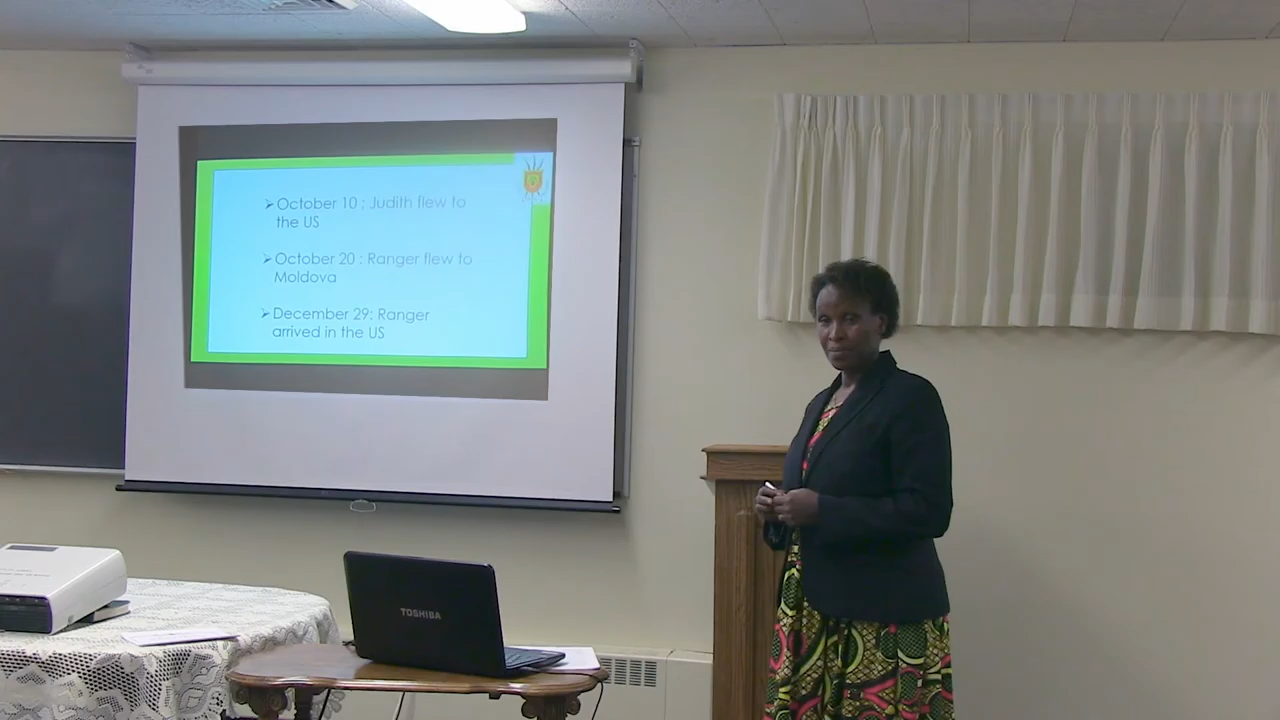 ➢October 10 : Judith flew to
the US
➢October 20 : Ranger flew to
Moldova
➢December 29: Ranger
arrived in the US
TOSHIBA